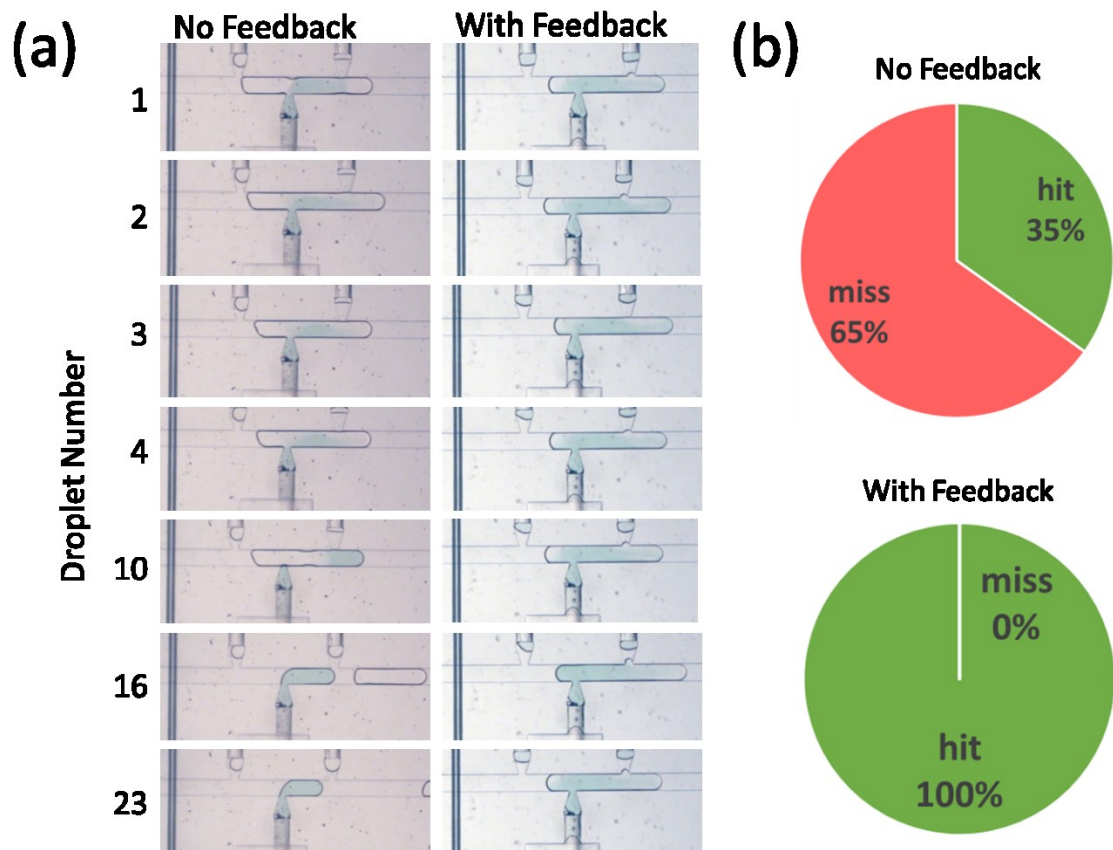 (a)
No Feedback
With Feedback
Droplet Number
1
2
3
4
10
16
23
(b)
No Feedback
hit
35%
miss
65%
With Feedback
miss
0%
hit
100%